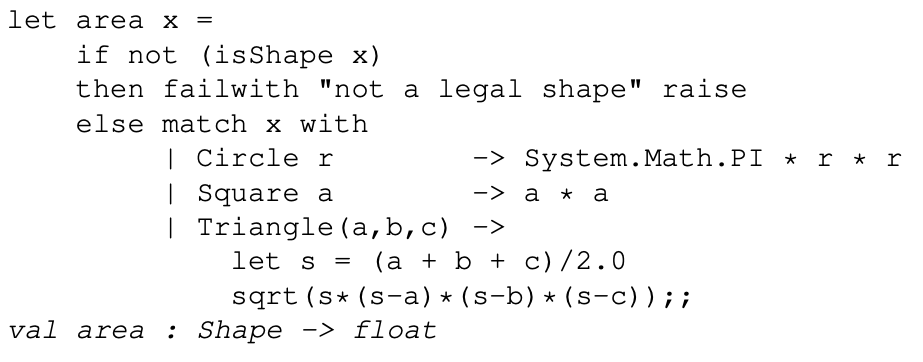 let area x =
    if not (isShape x)
    then failwith "not a legal shape" raise
    else match x with
         | Circle r        -> System.Math.PI * r * r
         | Square a        -> a * a
         | Triangle(a,b,c) ->
             let s = (a + b + c)/2.0
             sqrt(s*(s-a)*(s-b)*(s-c));;
val area : Shape -> float